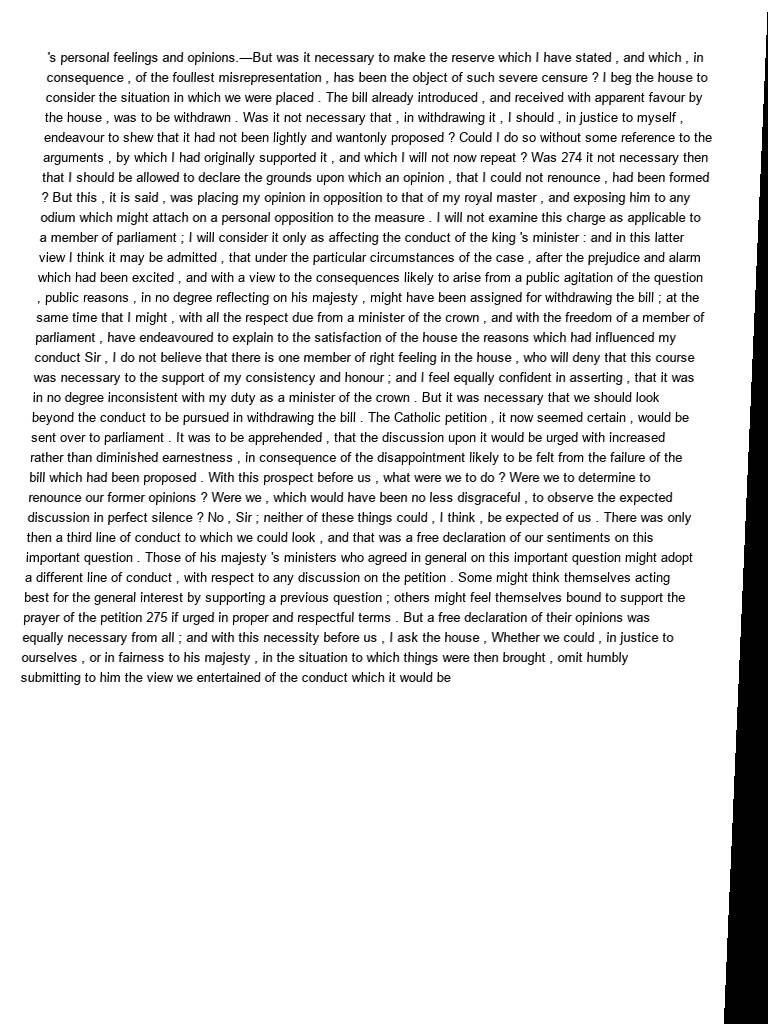 's personal feelings and opinions.—But was it necessary to make the reserve which I have stated , and which , in
consequence , of the foullest misrepresentation , has been the object of such severe censure ? I beg the house to
consider the situation in which we were placed . The bill already introduced , and received with apparent favour by
the house , was to be withdrawn . Was it not necessary that , in withdrawing it , I should , in justice to myself ,
endeavour to shew that it had not been lightly and wantonly proposed ? Could I do so without some reference to the
arguments , by which I had originally supported it , and which I will not now repeat ? Was 274 it not necessary then
that I should be allowed to declare the grounds upon which an opinion , that I could not renounce , had been formed
? But this , it is said , was placing my opinion in opposition to that of my royal master , and exposing him to any
odium which might attach on a personal opposition to the measure . I will not examine this charge as applicable to
a member of parliament ; I will consider it only as affecting the conduct of the king 's minister : and in this latter
view I think it may be admitted , that under the particular circumstances of the case , after the prejudice and alarm
which had been excited , and with a view to the consequences likely to arise from a public agitation of the question
, public reasons , in no degree reflecting on his majesty , might have been assigned for withdrawing the bill ; at the
same time that I might , with all the respect due from a minister of the crown , and with the freedom of a member of
parliament , have endeavoured to explain to the satisfaction of the house the reasons which had influenced my
conduct Sir , I do not believe that there is one member of right feeling in the house , who will deny that this course
was necessary to the support of my consistency and honour ; and I feel equally confident in asserting , that it was
in no degree inconsistent with my duty as a minister of the crown . But it was necessary that we should look
beyond the conduct to be pursued in withdrawing the bill . The Catholic petition , it now seemed certain , would be
sent over to parliament . It was to be apprehended , that the discussion upon it would be urged with increased
rather than diminished earnestness , in consequence of the disappointment likely to be felt from the failure of the
bill which had been proposed . With this prospect before us , what were we to do ? Were we to determine to
renounce our former opinions ? Were we , which would have been no less disgraceful , to observe the expected
discussion in perfect silence ? No , Sir ; neither of these things could , I think , be expected of us . There was only
then a third line of conduct to which we could look , and that was a free declaration of our sentiments on this
important question . Those of his majesty 's ministers who agreed in general on this important question might adopt
a different line of conduct , with respect to any discussion on the petition . Some might think themselves acting
best for the general interest by supporting a previous question ; others might feel themselves bound to support the
prayer of the petition 275 if urged in proper and respectful terms . But a free declaration of their opinions was
equally necessary from all ; and with this necessity before us , I ask the house , Whether we could , in justice to
ourselves , or in fairness to his majesty , in the situation to which things were then brought , omit humbly
submitting to him the view we entertained of the conduct which it would be